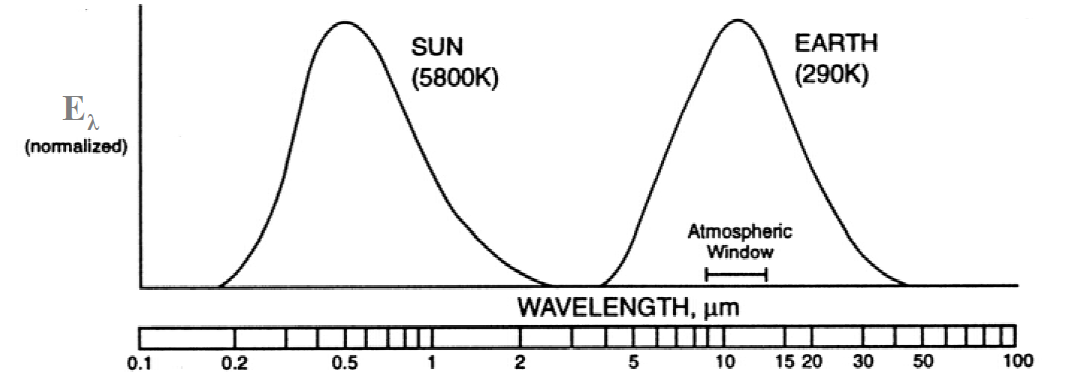 SUN
(5800K)
EARTH
(290K)
E λ
(normalized)
Atmospheric
Window
WAVELENGTH, μm
0.1 0.2 0.5 1 2 5 10 15 20 30 50 100